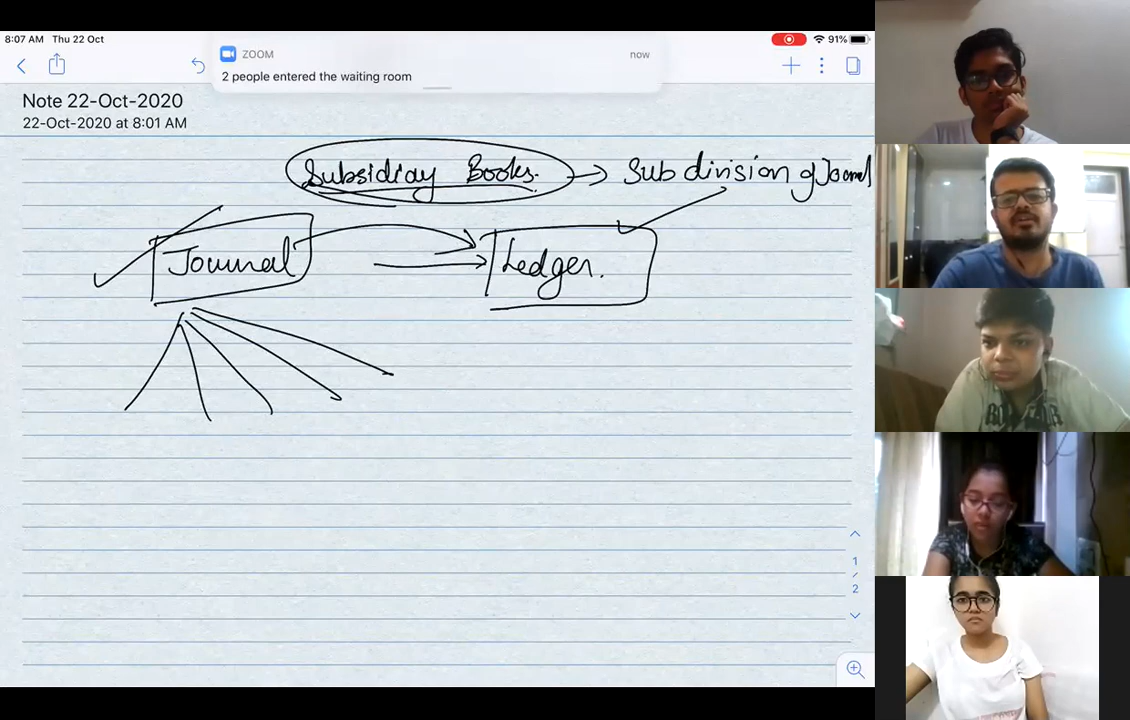 8:07 AM Thu 22 Oct
91%
ZOOM
now
2 people entered the waiting room
Note 22-Oct-2020
22-Oct-2020 at 8:01 AM
Subsidiay Books. → Sub division of Journal
Journal
Ledger.
1
/
2